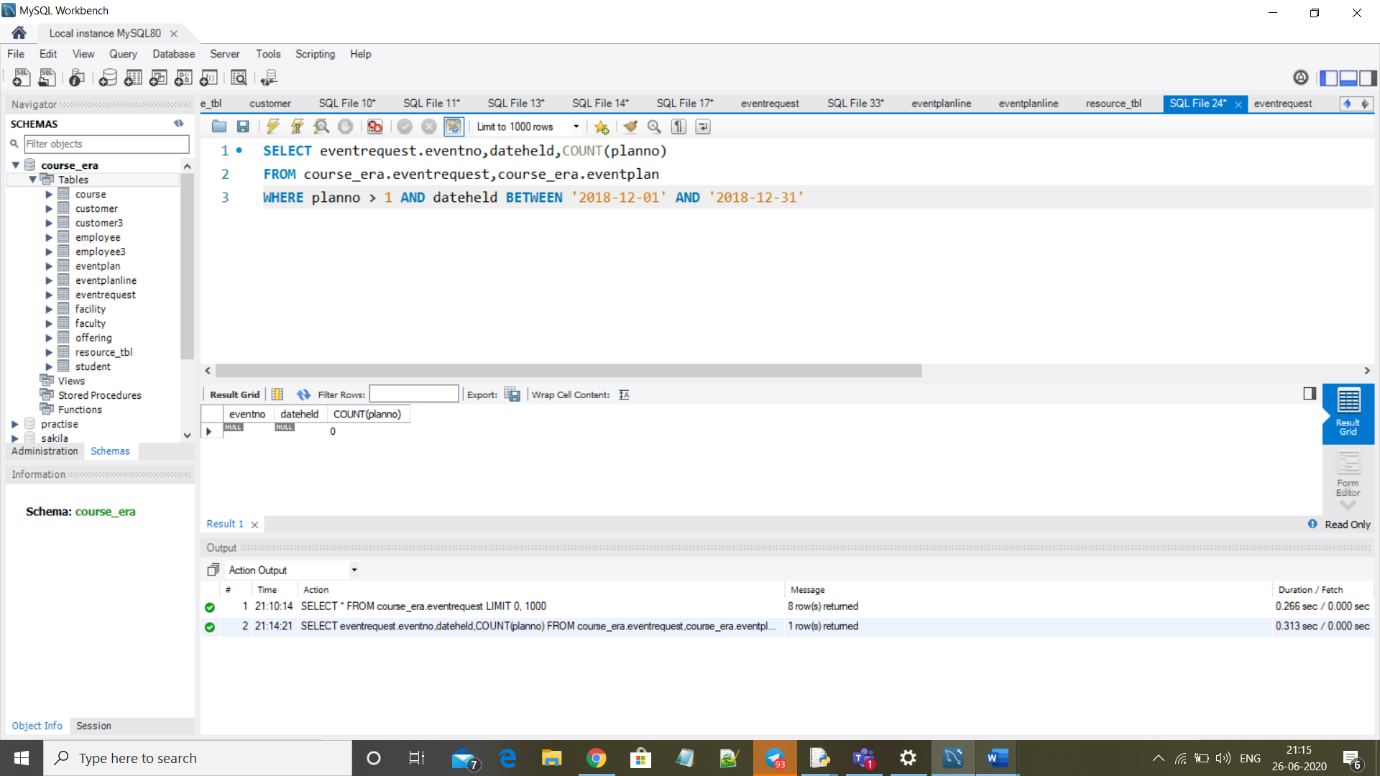 MySQL Workbench
Local instance MySQL80
File Edit View Query Database Server Tools Scripting Help
Navigator
SCHEMAS
Filter objects
course_era
Tables
course
customer
customer3
employee
employee3
eventplan
eventplanline
eventrequest
facility
faculty
offering
resource_tbl
student
Views
Stored Procedures
Functions
practise
sakila
Administration Schemas
Information
Schema: course_era
Object Info Session
e_tbl customer SQL File 10* SQL File 11* SQL File 13* SQL File 14* SQL File 17* eventrequest SQL File 33* eventplanline eventplanline resource_tbl SQL File 24* eventrequest
Limit to 1000 rows
1 SELECT eventrequest.eventno,dateheld,COUNT(planno)
2 FROM course_era.eventrequest,course_era.eventplan
3 WHERE planno > 1 AND dateheld BETWEEN '2018-12-01' AND '2018-12-31'
Result Grid Filter Rows: Export: Wrap Cell Content:
eventno dateheld COUNT(planno)
NULL NULL 0
Result Grid
Form Editor
Result 1
Read Only
Output
Action Output
# Time Action Message Duration / Fetch
1 21:10:14 SELECT * FROM course_era.eventrequest LIMIT 0, 1000 8 row(s) returned 0.266 sec / 0.000 sec
2 21:14:21 SELECT eventrequest.eventno,dateheld,COUNT(planno) FROM course_era.eventrequest,course_era.eventpl... 1 row(s) returned 0.313 sec / 0.000 sec
Type here to search
7
93
1
ENG
21:15
26-06-2020
6